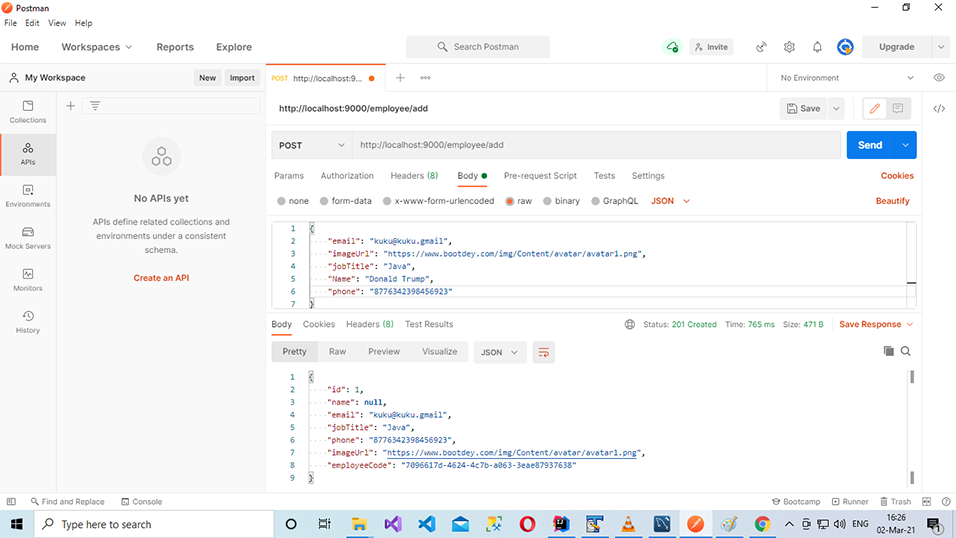 Postman
File Edit View Help
Home Workspaces Reports Explore Search Postman Invite Upgrade
My Workspace New Import POST http://localhost:9... No Environment
http://localhost:9000/employee/add Save
Collections
APIs
Environments
Mock Servers
Monitors
History
No APIs yet
APIs define related collections and
environments under a consistent
schema.
Create an API
POST http://localhost:9000/employee/add Send
Params Authorization Headers (8) Body Pre-request Script Tests Settings Cookies
none form-data x-www-form-urlencoded raw binary GraphQL JSON Beautify
1 {
2 "email": "kuku@kuku.gmail",
3 "imageUrl": "https://www.bootdey.com/img/Content/avatar/avatar1.png",
4 "jobTitle": "Java",
5 "Name": "Donald Trump",
6 "phone": "8776342398456923"
7 }
Body Cookies Headers (8) Test Results Status: 201 Created Time: 765 ms Size: 471 B Save Response
Pretty Raw Preview Visualize JSON
1 {
2 "id": 1,
3 "name": null,
4 "email": "kuku@kuku.gmail",
5 "jobTitle": "Java",
6 "phone": "8776342398456923",
7 "imageUrl": "https://www.bootdey.com/img/Content/avatar/avatar1.png",
8 "employeeCode": "7096617d-4624-4c7b-a063-3eae87937638"
9 }
Find and Replace Console Bootcamp Runner Trash
Type here to search ENG 16:26
02-Mar-21
1